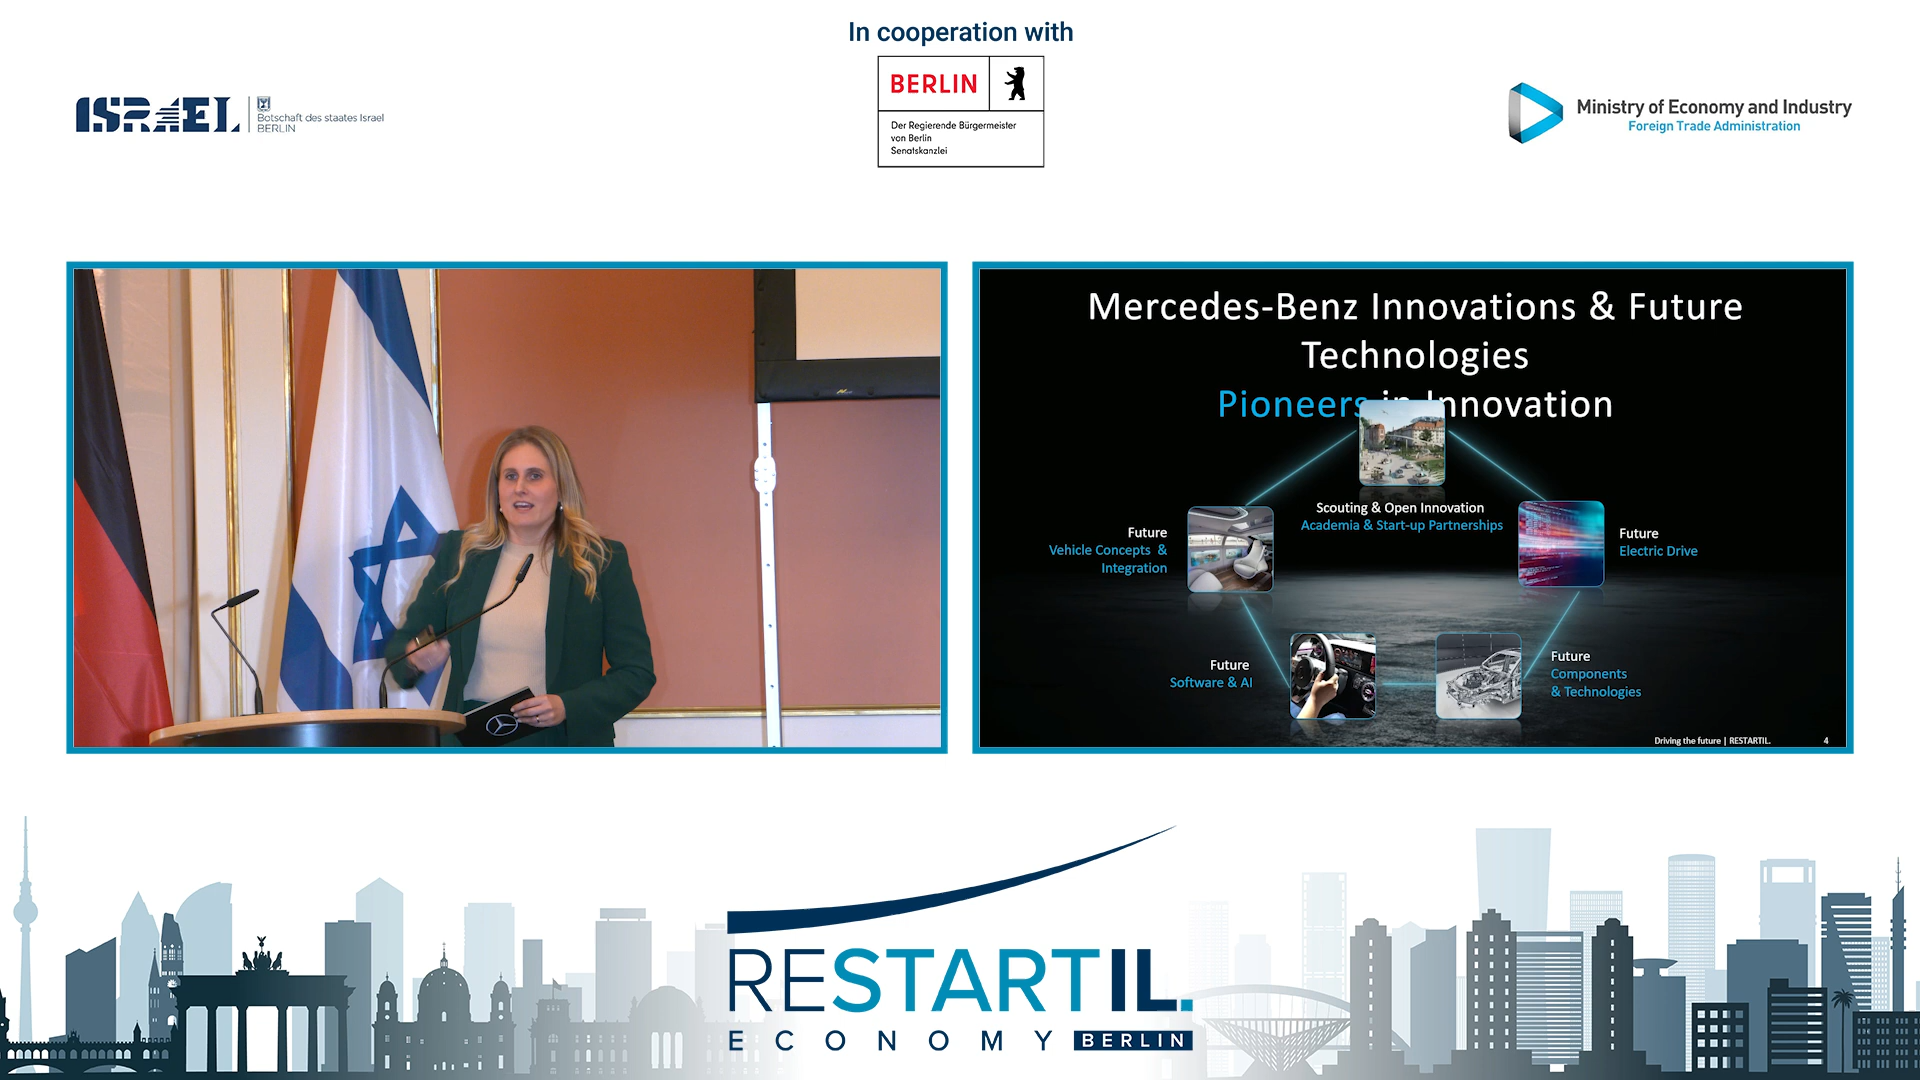 In cooperation with
ISRAEL
Botschaft des staates Israel
BERLIN
BERLIN
Der Regierende Bürgermeister
von Berlin
Senatskanzlei
Ministry of Economy and Industry
Foreign Trade Administration
Mercedes-Benz Innovations & Future
Technologies
Pioneers in Innovation
Scouting & Open Innovation
Academia & Start-up Partnerships
Future
Vehicle Concepts &
Integration
Future
Electric Drive
Future
Software & AI
Future
Components
& Technologies
Driving the future | RESTARTIL.
4
RESTARTIL.
ECONOMY BERLIN